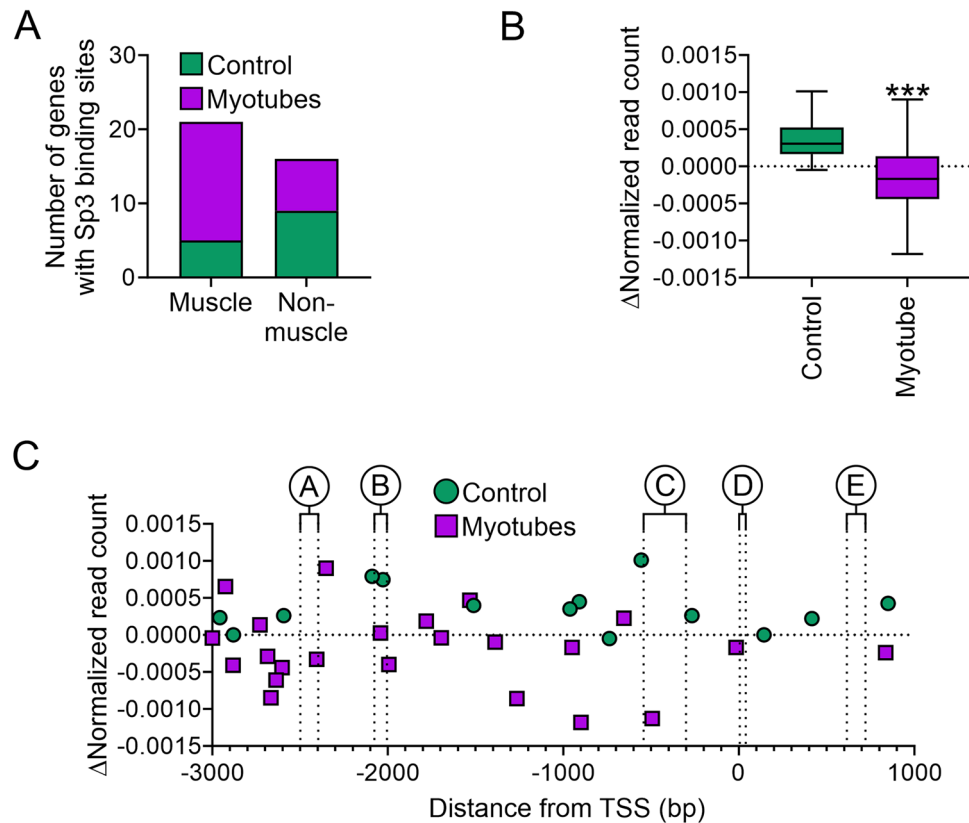 A
Number of genes
with Sp3 binding sites
30
20
10
0
Control
Myotubes
Muscle
Non-
muscle
B
ΔNormalized read count
0.0015
0.0010
0.0005
0.0000
-0.0005
-0.0010
-0.0015
***
Control
Myotube
C
ΔNormalized read count
0.0015
0.0010
0.0005
0.0000
-0.0005
-0.0010
-0.0015
A
B
C
D
E
Control
Myotubes
-3000
-2000
-1000
0
1000
Distance from TSS (bp)